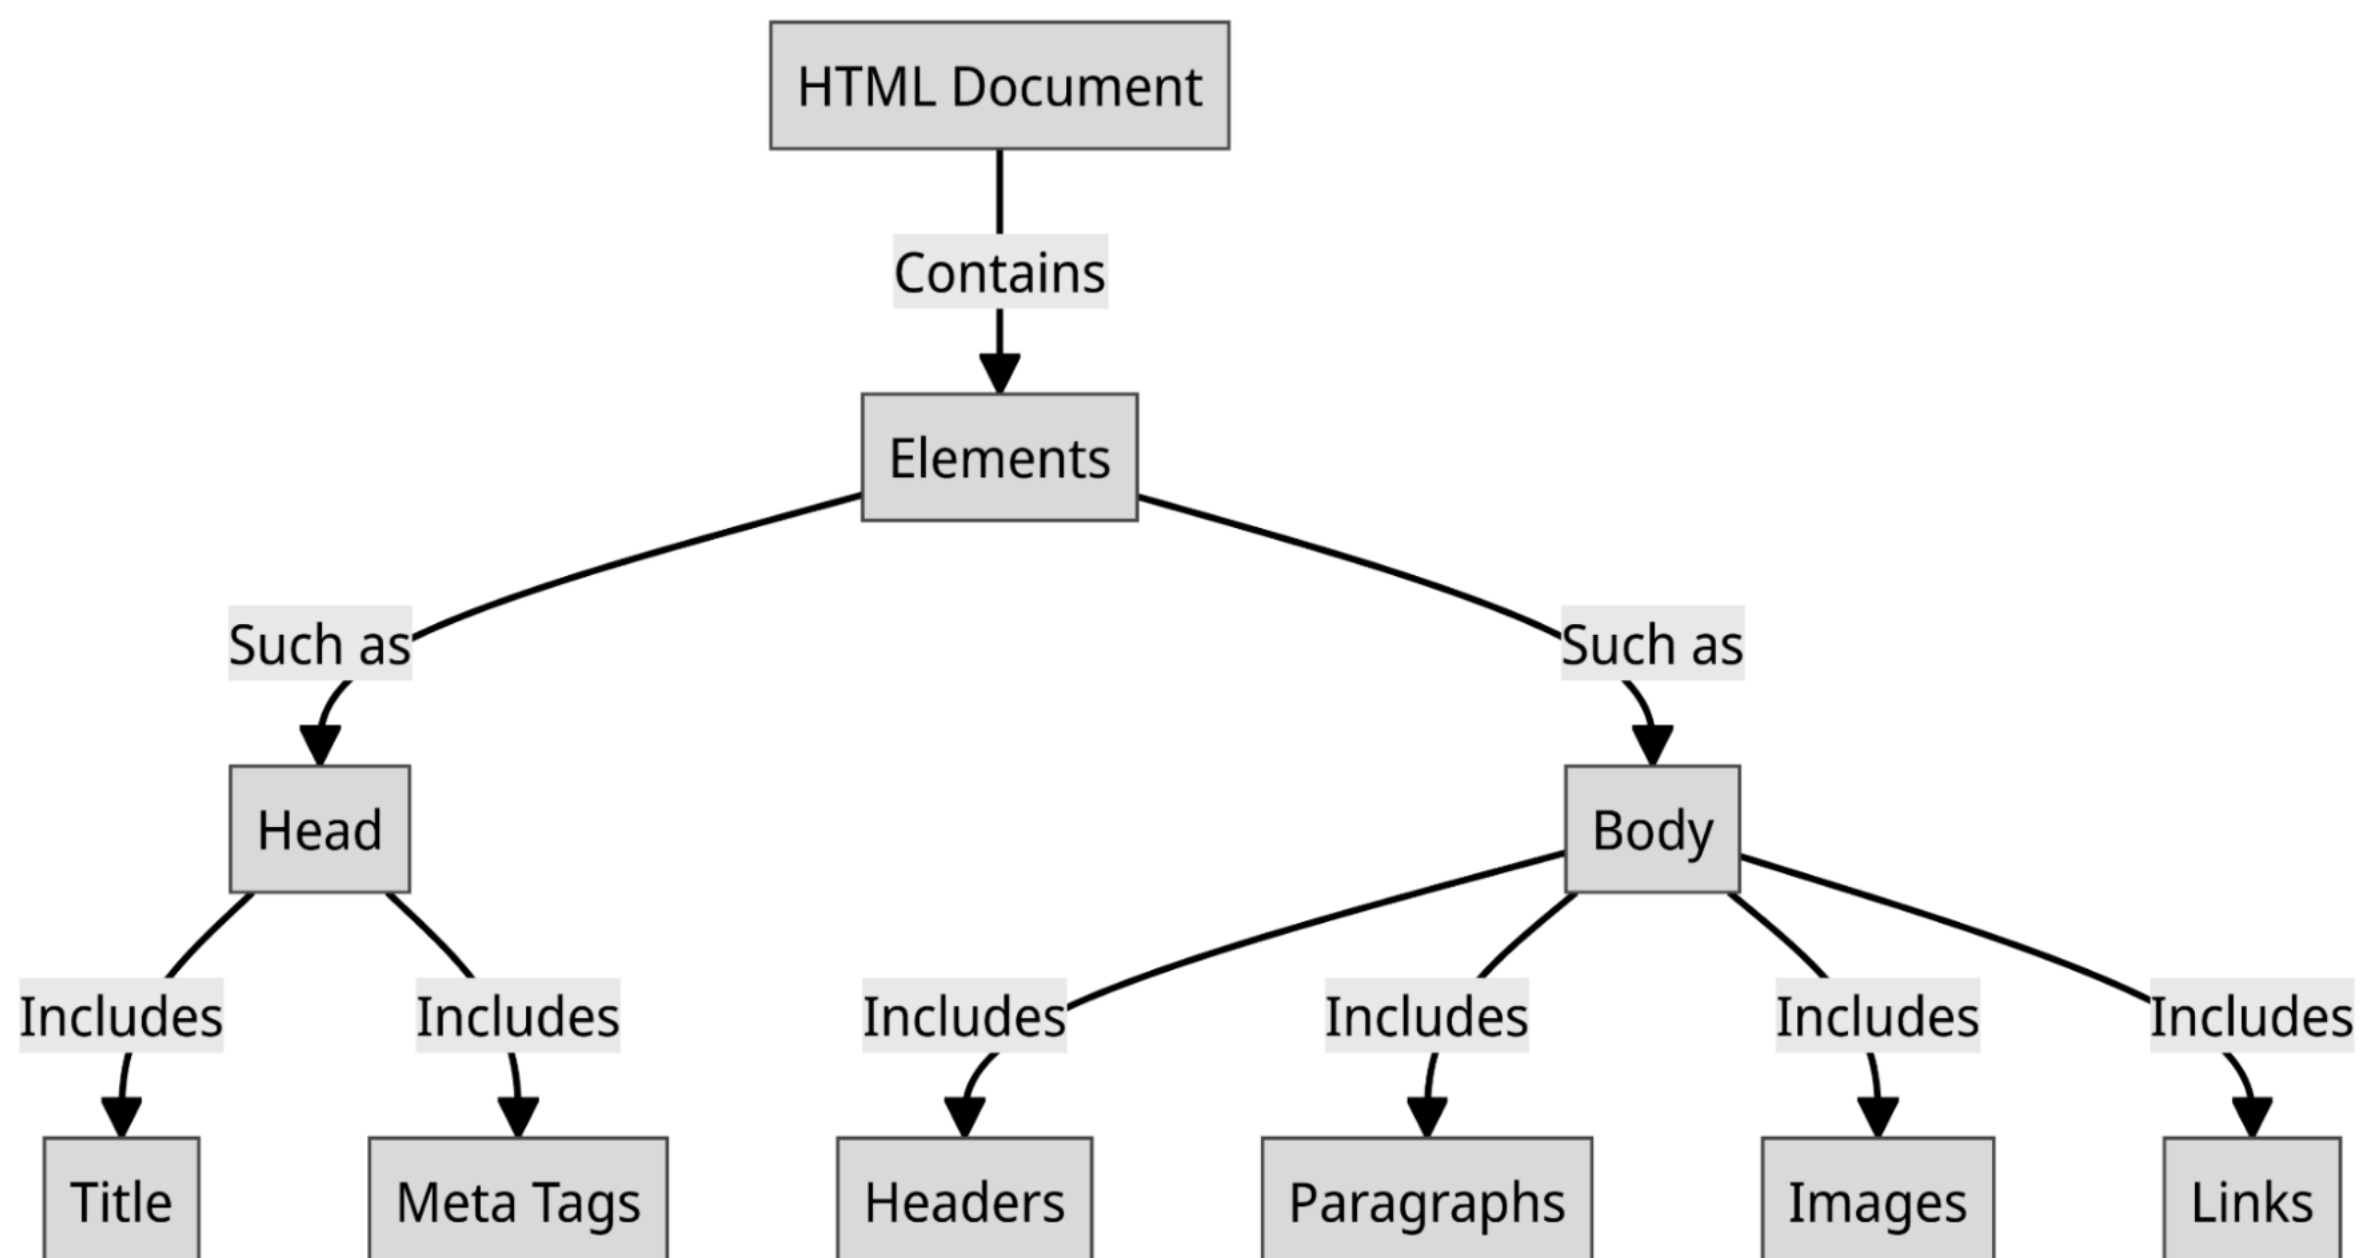 HTML Document
Contains
Elements
Such as
Such as
Head
Body
Includes
Includes
Includes
Includes
Includes
Includes
Title
Meta Tags
Headers
Paragraphs
Images
Links